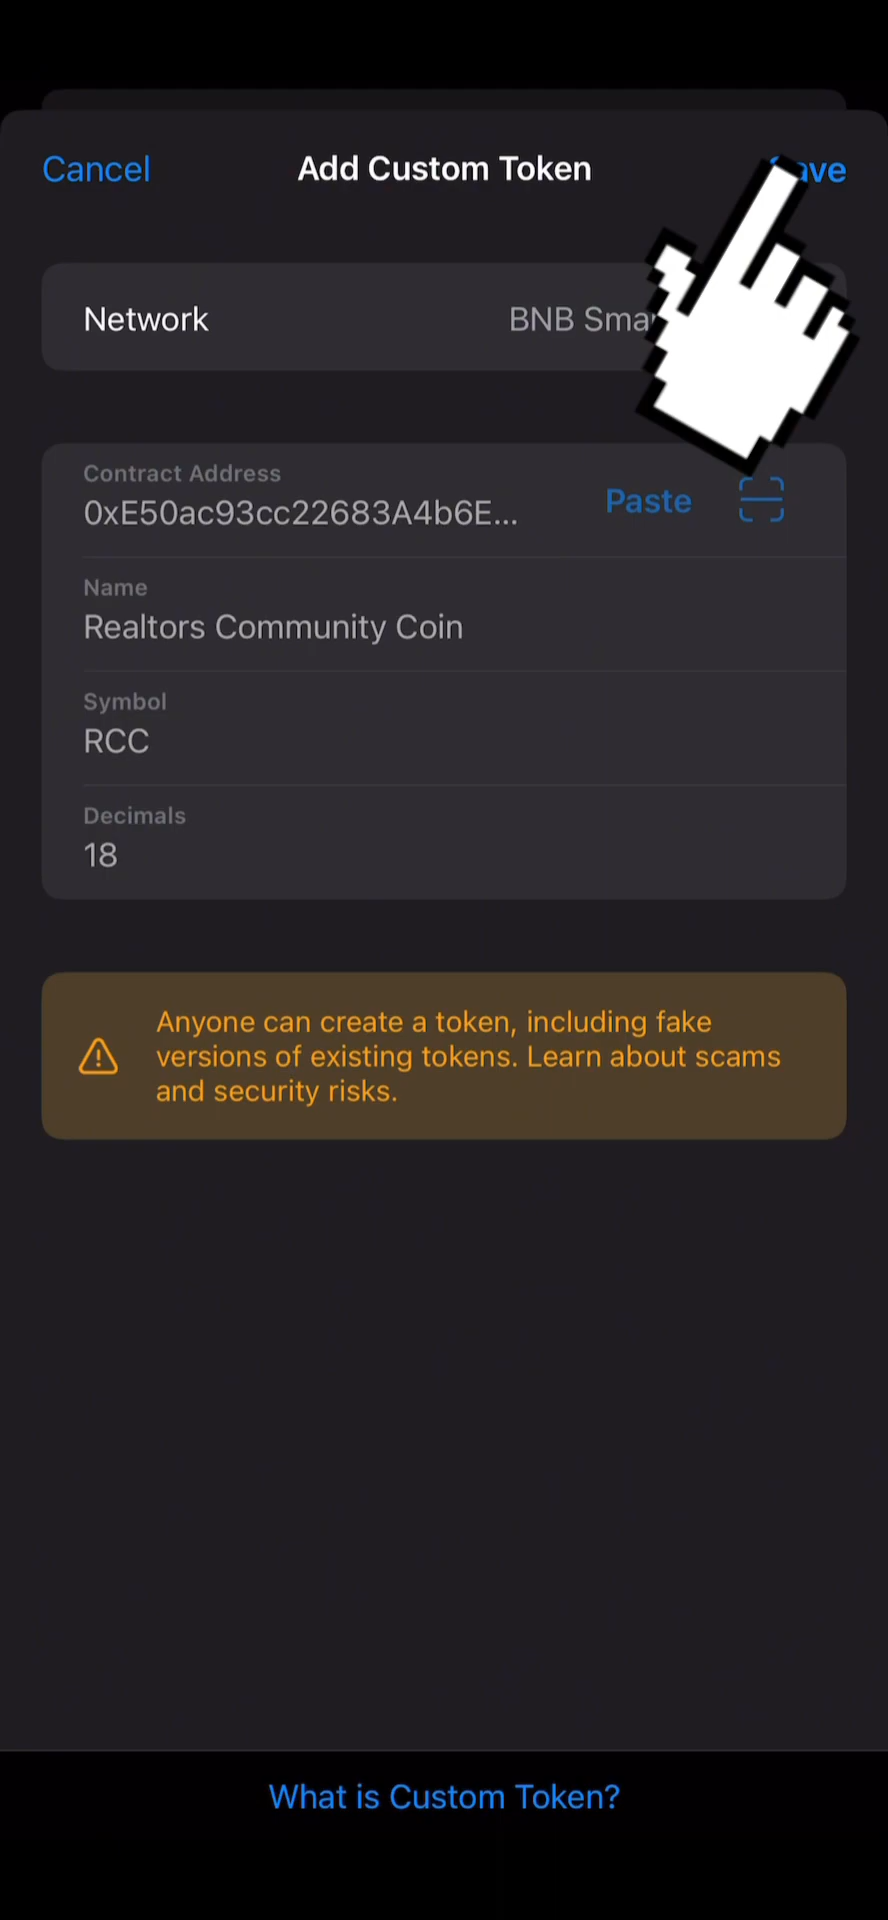 Cancel
Add Custom Token
Network
BNB
Contract Address
0xE50ac93cc22683A4b6E...
Paste
Name
Realtors Community Coin
Symbol
RCC
Decimals
18
Anyone can create a token, including fake
versions of existing tokens. Learn about scams
and security risks.
What is Custom Token?